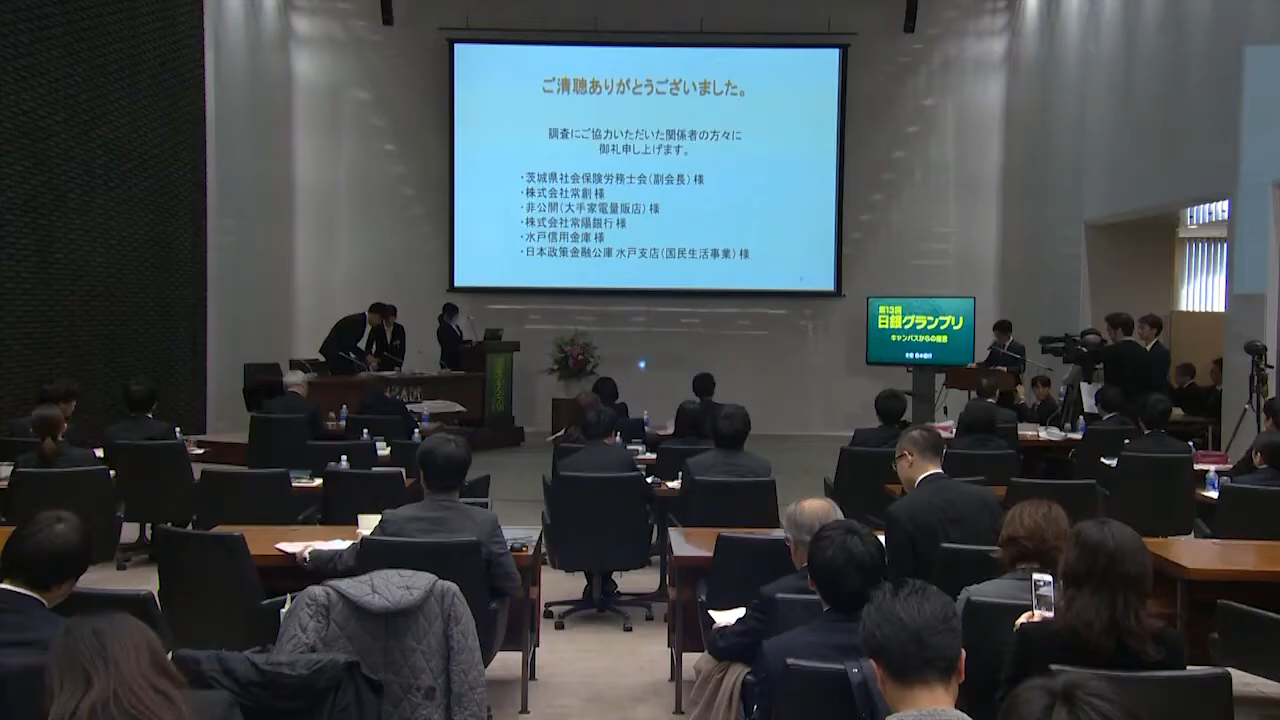 ご清聴ありがとうございました。
調査にご協力いただいた関係者の方々に
御礼申し上げます。
・茨城県社会保険労務士会(副会長)様
・株式会社常創 様
・非公開(大手家電量販店)様
・株式会社常陽銀行 様
・水戸信用金庫 様
・日本政策金融公庫 水戸支店(国民生活事業)様
第13回
日銀グランプリ
キャンパスからの提言
主催 日本銀行